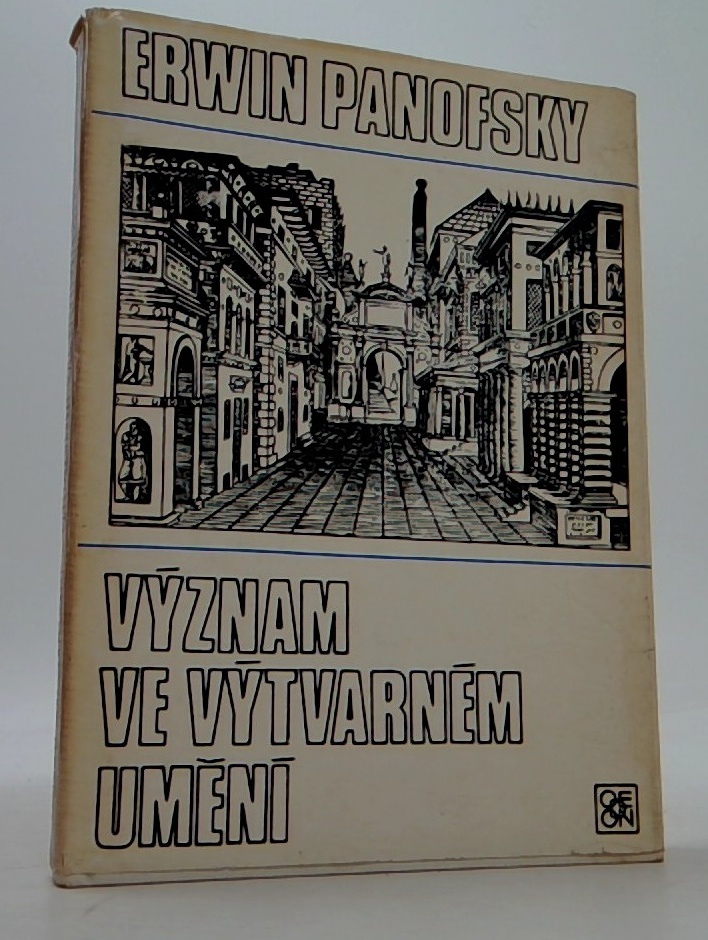 ERWIN PANOFSKY
VÝZNAM
VE VÝTVARNÉM
UMĚNÍ
ODEON